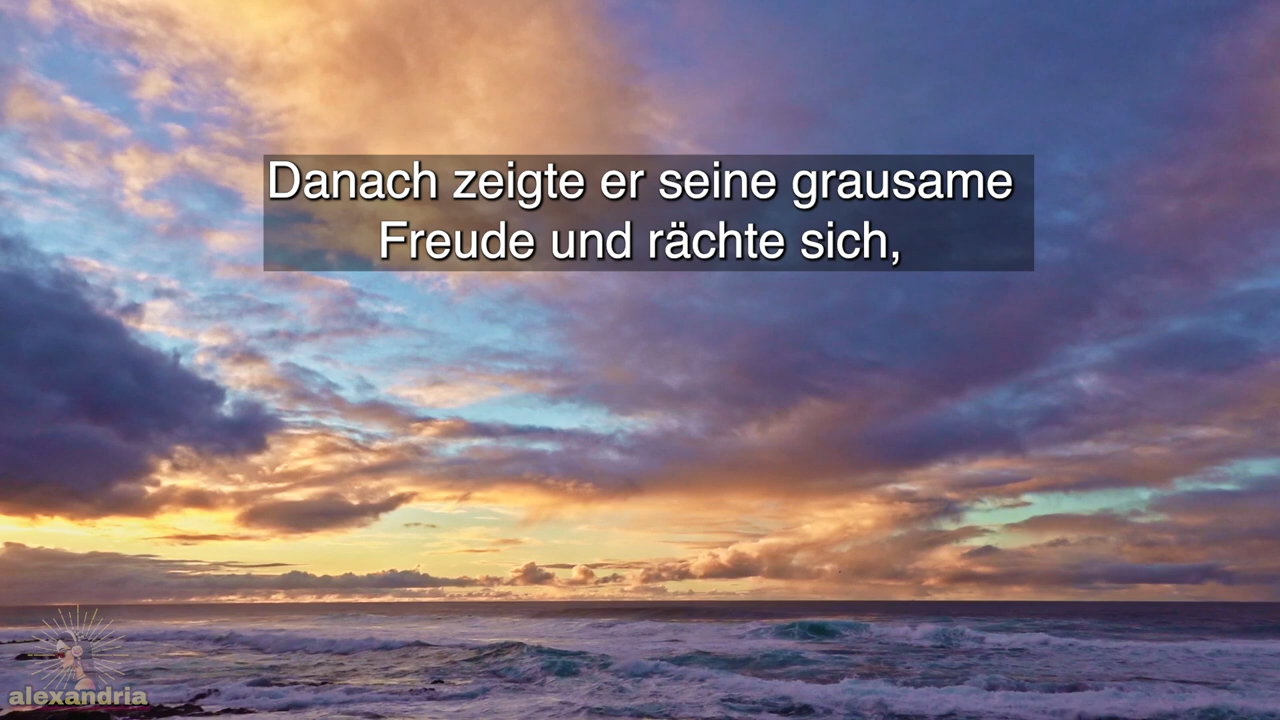 Danach zeigte er seine grausame
Freude und rächte sich,
alexandria